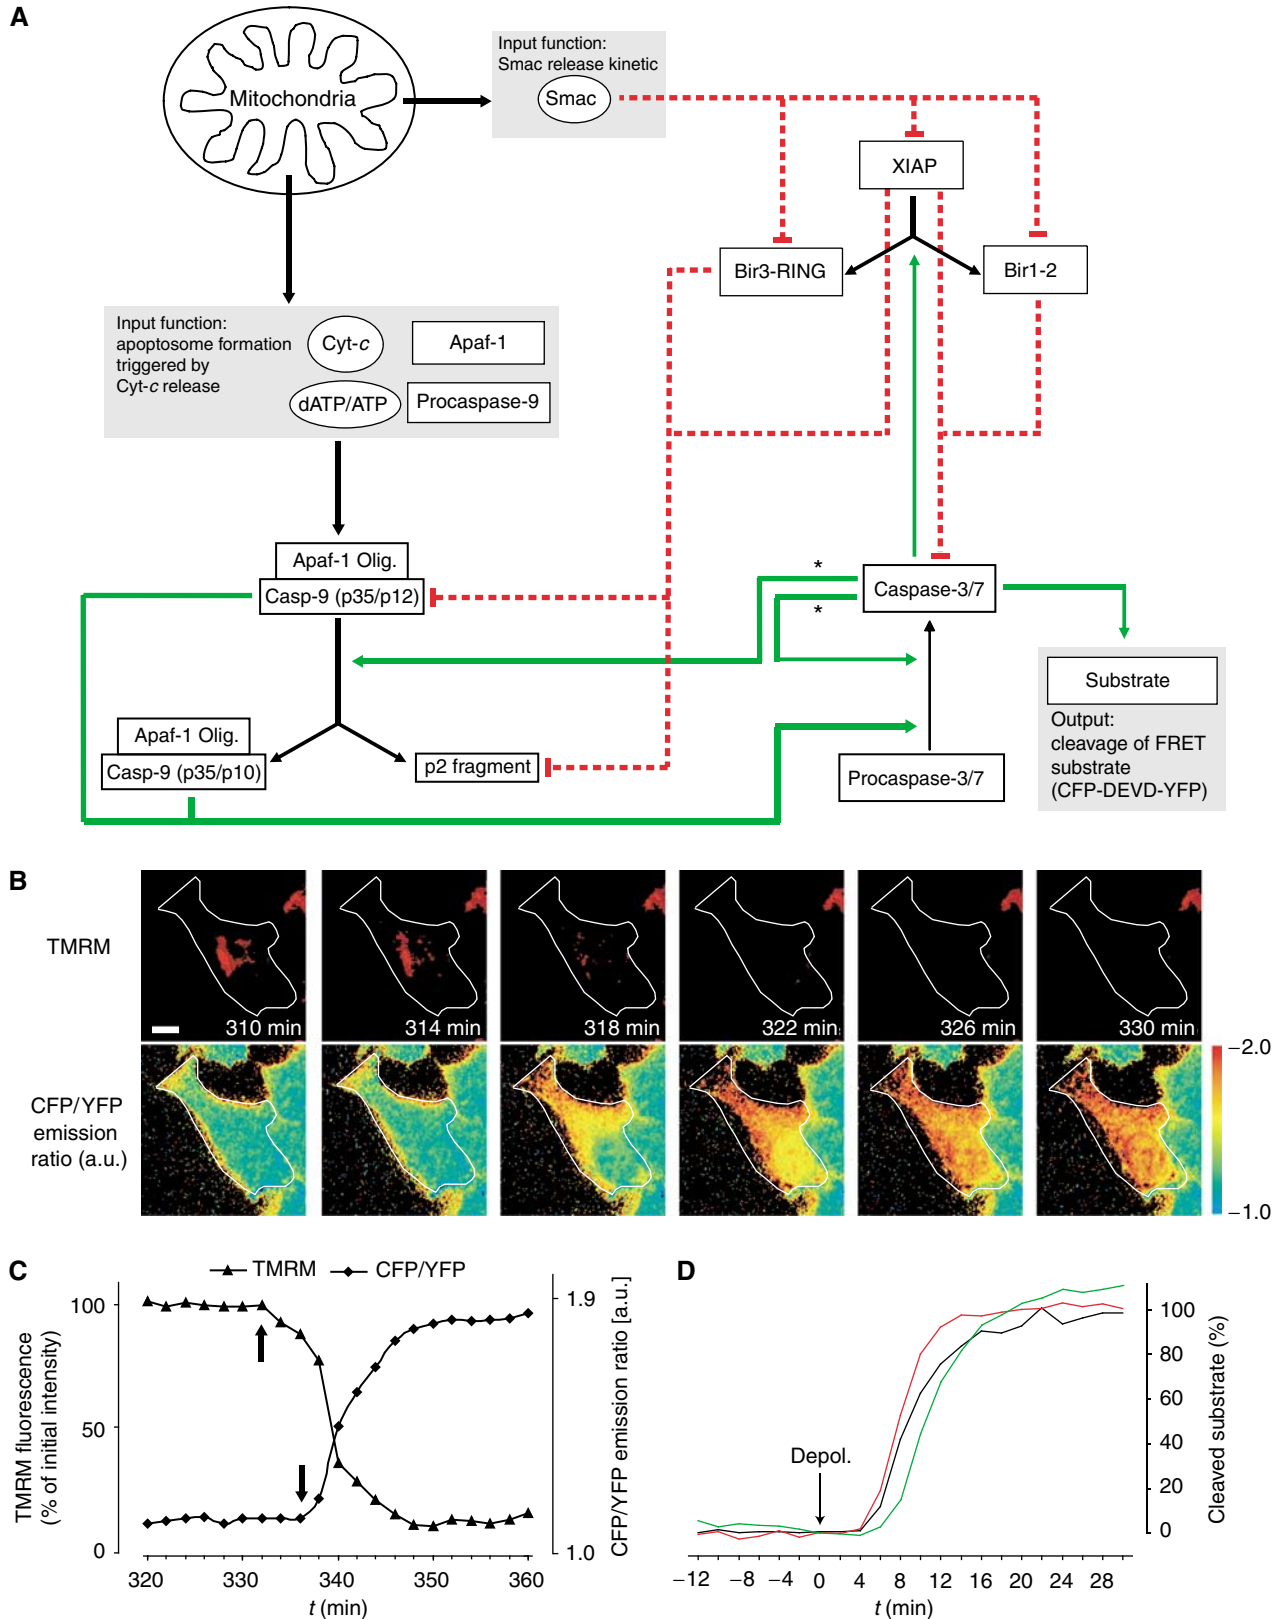 A
Mitochondria
Input function:
Smac release kinetic
Smac
XIAP
Bir3-RING
Bir1-2
Input function:
apoptosome formation
triggered by
Cyt-c release
Cyt-c
Apaf-1
dATP/ATP
Procaspase-9
Apaf-1 Olig.
Casp-9 (p35/p12)
*
*
Caspase-3/7
Substrate
Output:
cleavage of FRET
substrate
(CFP-DEVD-YFP)
Apaf-1 Olig.
Casp-9 (p35/p10)
p2 fragment
Procaspase-3/7
B
TMRM
310 min
314 min
318 min
322 min
326 min
330 min
CFP/YFP
emission
ratio (a.u.)
–2.0
–1.0
C
TMRM
CFP/YFP
TMRM fluorescence
(% of initial intensity)
100
50
0
CFP/YFP emission ratio [a.u.]
1.9
1.0
320
330
340
350
360
t (min)
D
Depol.
Cleaved substrate (%)
100
80
60
40
20
0
–12
–8
–4
0
4
8
12
16
20
24
28
t (min)